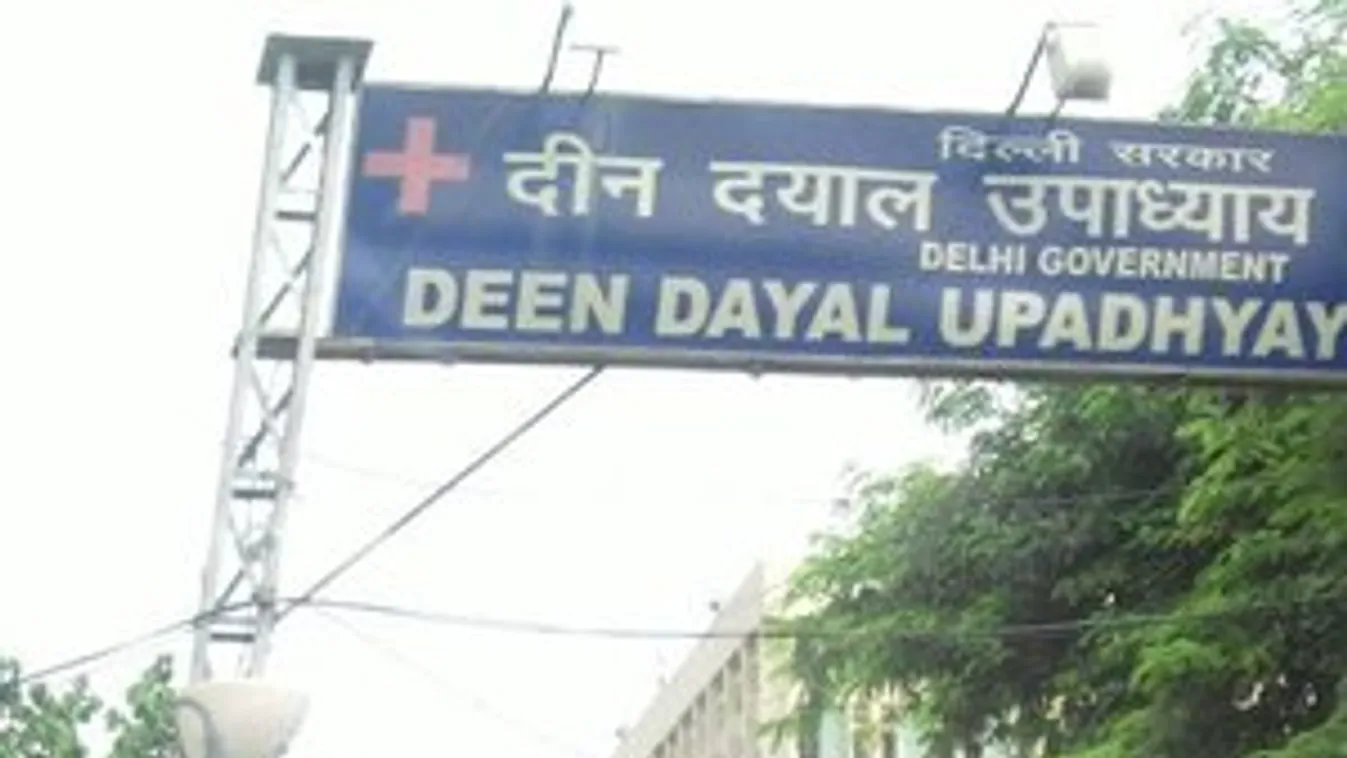 दिल्ली सरकार
दीन दयाल उपाध्याय
DELHI GOVERNMENT
DEEN DAYAL UPADHYAY